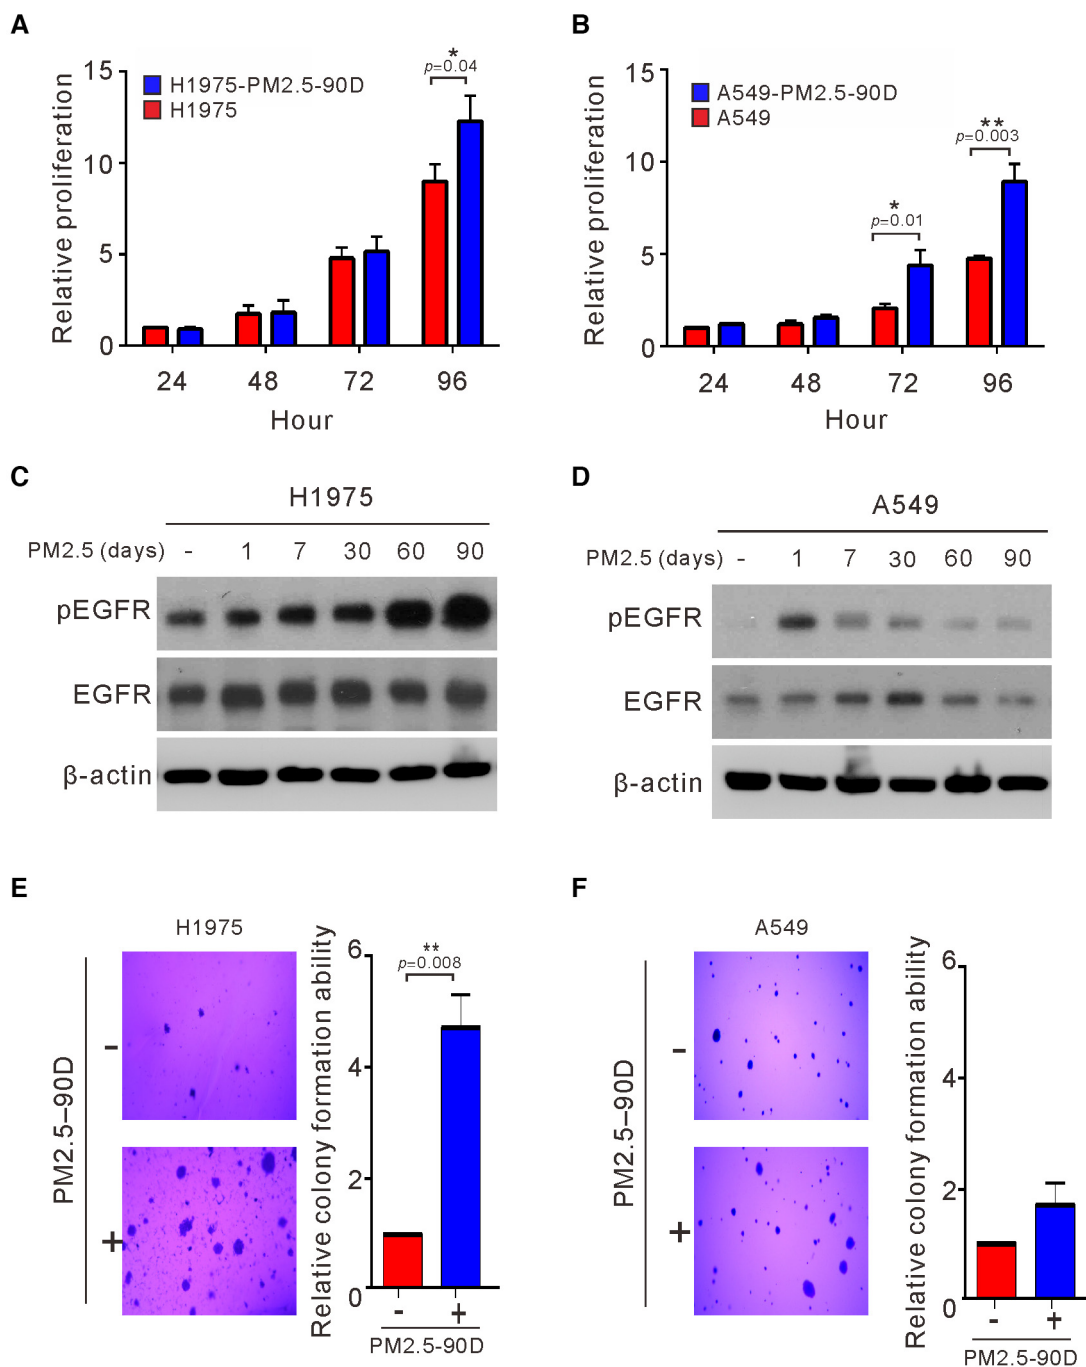 A
Relative proliferation
15
10
5
0
H1975-PM2.5-90D
H1975
*
p=0.04
24 48 72 96
Hour
B
Relative proliferation
15
10
5
0
A549-PM2.5-90D
A549
*
p=0.01
**
p=0.003
24 48 72 96
Hour
C
H1975
PM2.5 (days) - 1 7 30 60 90
pEGFR
EGFR
β-actin
D
A549
PM2.5 (days) - 1 7 30 60 90
pEGFR
EGFR
β-actin
E
H1975
PM2.5–90D
-
+
Relative colony formation ability
6
4
2
0
**
p=0.008
- +
PM2.5-90D
F
A549
PM2.5–90D
-
+
Relative colony formation ability
6
4
2
0
- +
PM2.5-90D